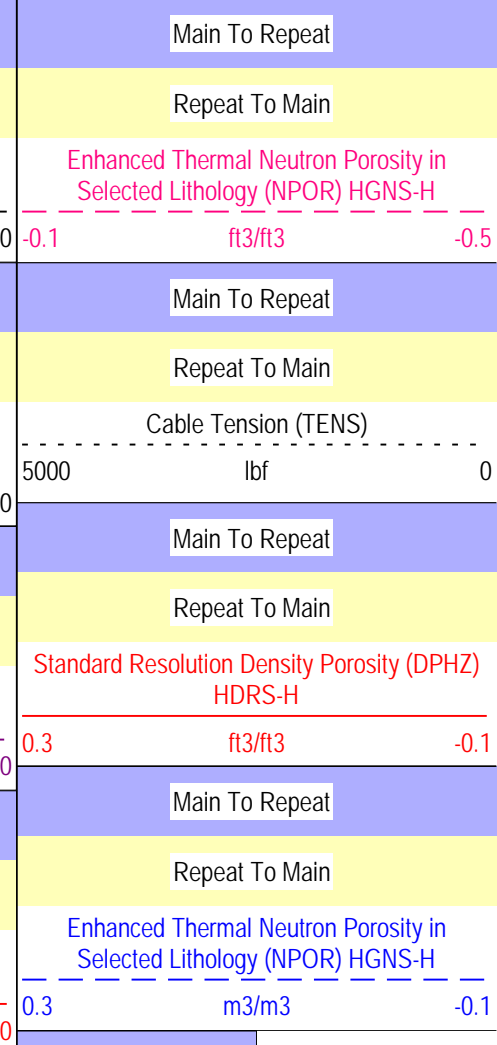 Main To Repeat
Repeat To Main
Enhanced Thermal Neutron Porosity in
Selected Lithology (NPOR) HGNS-H
0 -0.1 ft3/ft3 -0.5
Main To Repeat
Repeat To Main
Cable Tension (TENS)
5000 lbf 0
0
Main To Repeat
Repeat To Main
Standard Resolution Density Porosity (DPHZ)
HDRS-H
0.3 ft3/ft3 -0.1
0
Main To Repeat
Repeat To Main
Enhanced Thermal Neutron Porosity in
Selected Lithology (NPOR) HGNS-H
0.3 m3/m3 -0.1
0